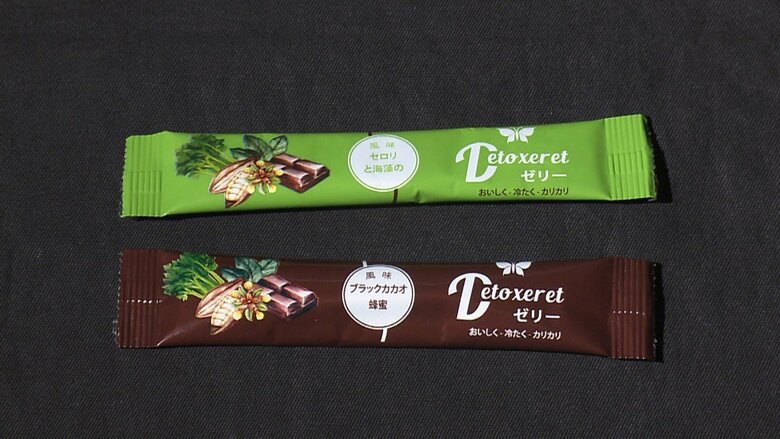 風味
セロリ
と海藻の
Detoxeret
ゼリー
おいしく・冷たく・カリカリ
風味
ブラックカカオ
蜂蜜
Detoxeret
ゼリー
おいしく・冷たく・カリカリ